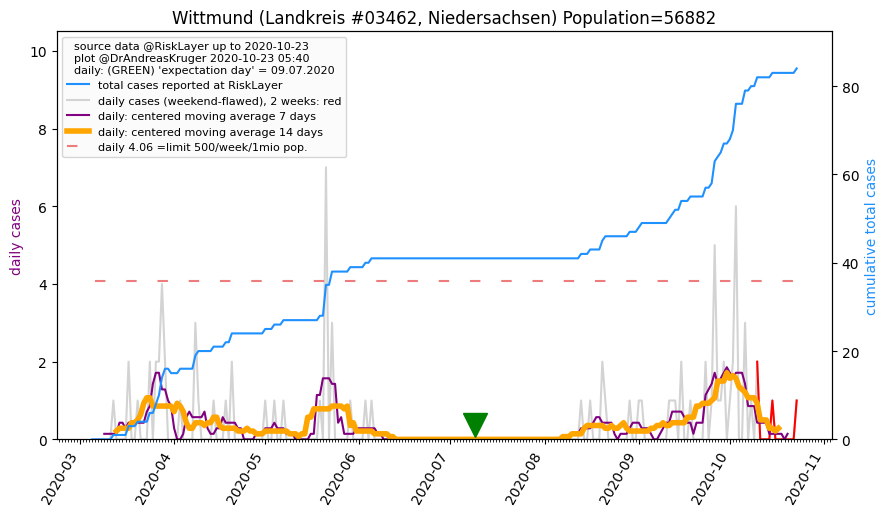 Wittmund (Landkreis #03462, Niedersachsen) Population=56882
source data @RiskLayer up to 2020-10-23
plot @DrAndreasKruger 2020-10-23 05:40
daily: (GREEN) 'expectation day' = 09.07.2020
total cases reported at RiskLayer
daily cases (weekend-flawed), 2 weeks: red
daily: centered moving average 7 days
daily: centered moving average 14 days
daily 4.06 =limit 500/week/1mio pop.
daily cases
10
8
6
4
2
0
cumulative total cases
80
60
40
20
0
2020-03
2020-04
2020-05
2020-06
2020-07
2020-08
2020-09
2020-10
2020-11